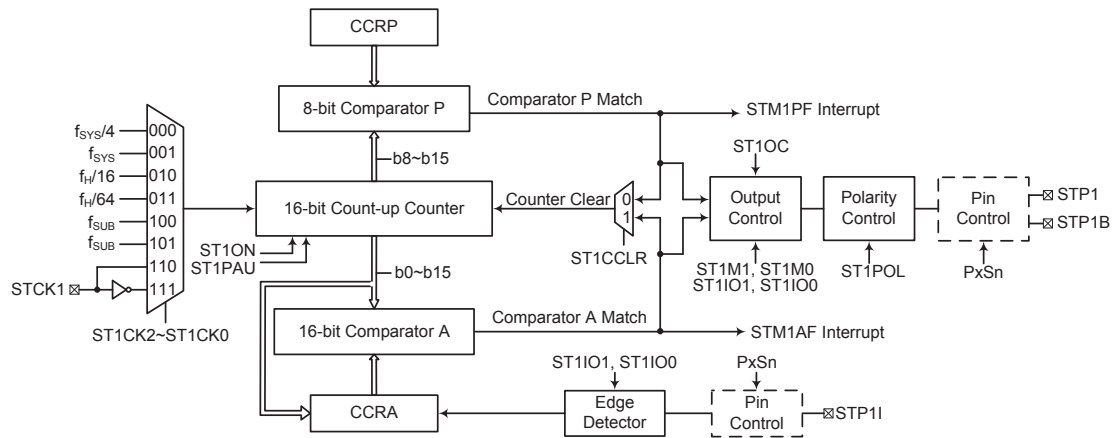 CCRP
8-bit Comparator P
Comparator P Match
STM1PF Interrupt
b8~b15
fSYS/4
000
fSYS
001
fH/16
010
fH/64
011
fSUB
100
fSUB
101
110
111
STCK1
ST1CK2~ST1CK0
16-bit Count-up Counter
ST1ON
ST1PAU
Counter Clear
0
1
ST1CCLR
ST1OC
Output
Control
ST1M1, ST1M0
ST1IO1, ST1IO0
Polarity
Control
ST1POL
Pin
Control
PxSn
STP1
STP1B
b0~b15
16-bit Comparator A
Comparator A Match
STM1AF Interrupt
CCRA
ST1IO1, ST1IO0
Edge
Detector
PxSn
Pin
Control
STP1I